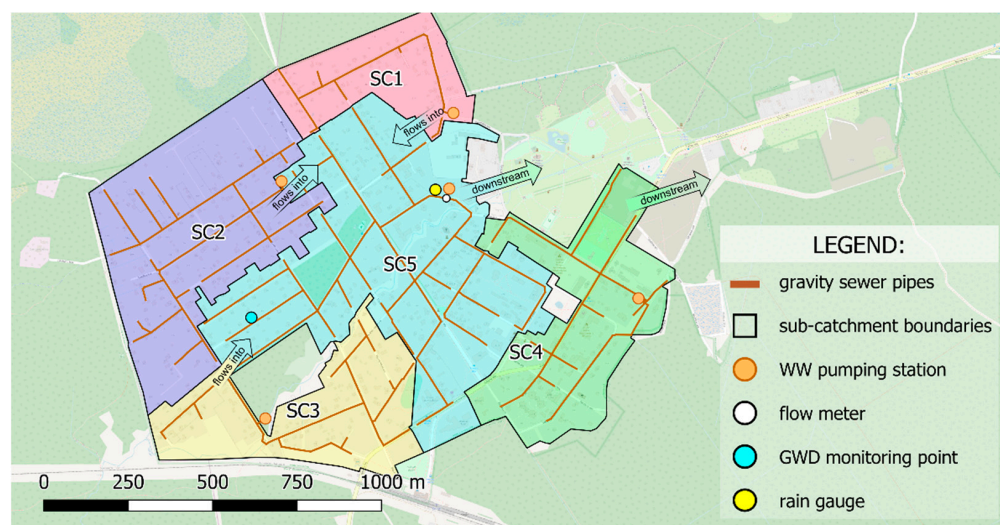 SC1
flows into
flows into
downstream
downstream
SC2
SC5
LEGEND:
gravity sewer pipes
sub-catchment boundaries
SC4
WW pumping station
flows into
SC3
flow meter
GWD monitoring point
rain gauge
0 250 500 750 1000 m